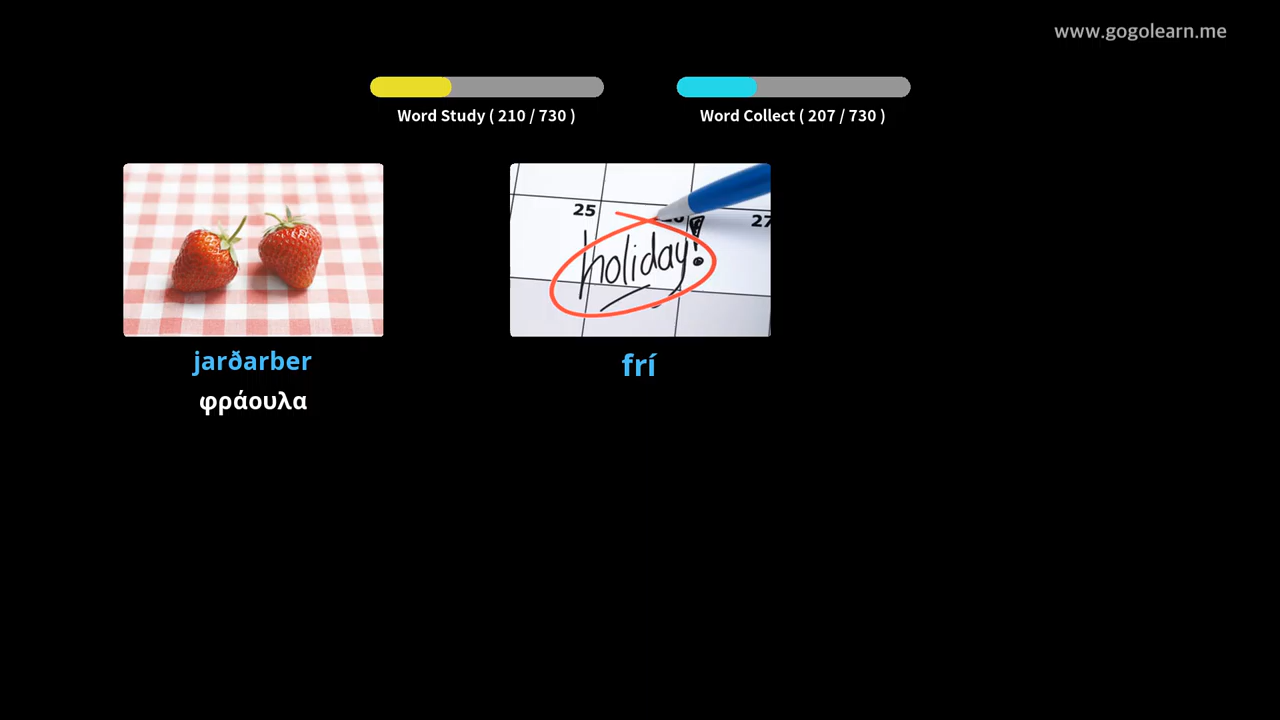 www.gogolearn.me
Word Study ( 210 / 730 )
Word Collect ( 207 / 730 )
25
27
holiday!
jarðarber
frí
φράουλα